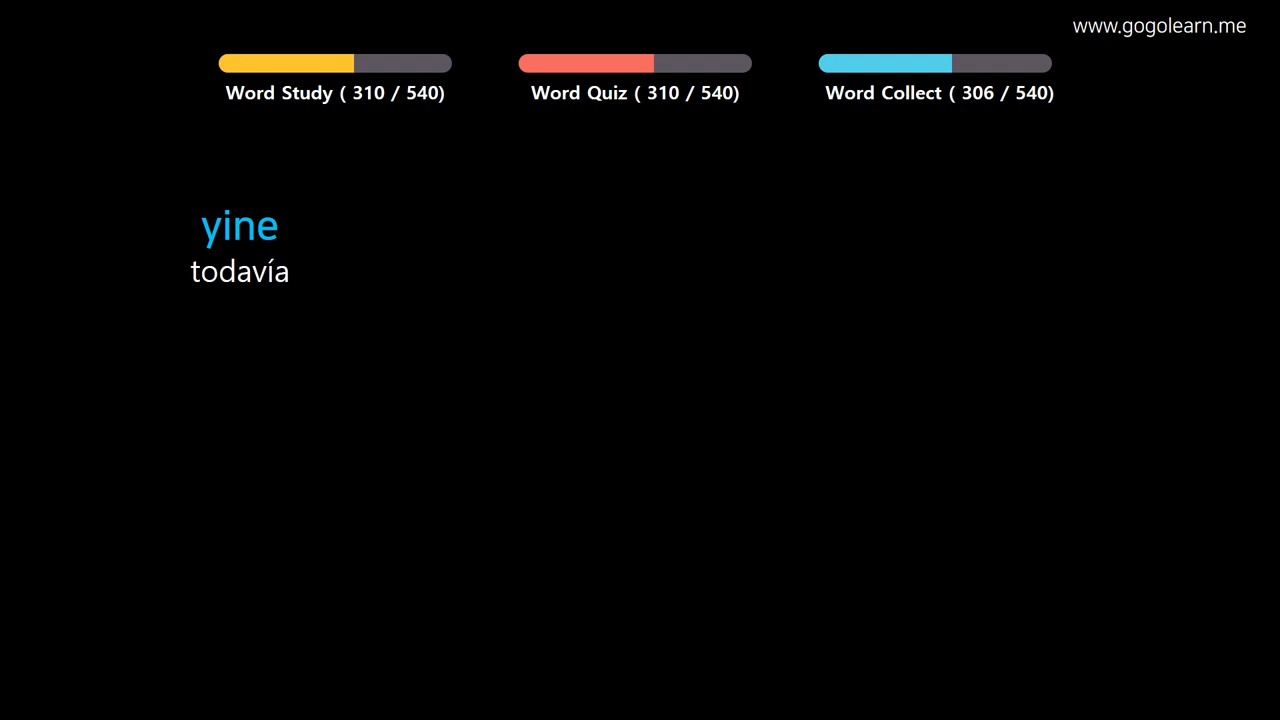 www.gogolearn.me
Word Study ( 310 / 540)
Word Quiz ( 310 / 540)
Word Collect ( 306 / 540)
yine
todavía